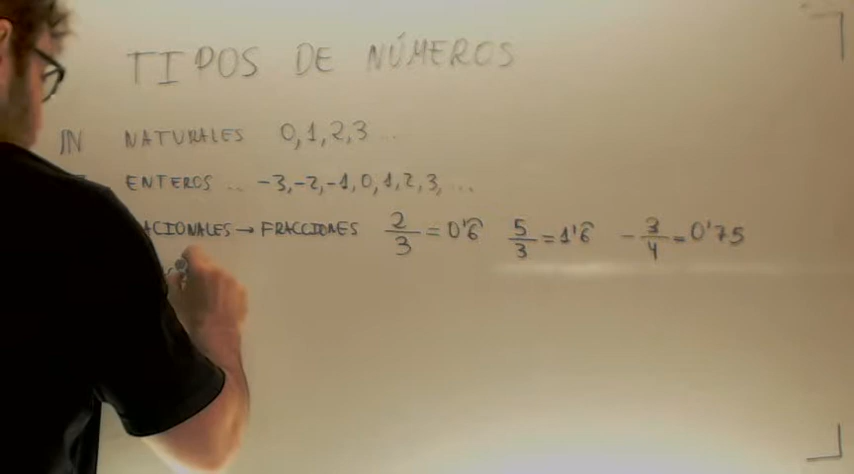 TIPOS DE NÚMEROS
ℕ NATURALES 0, 1, 2, 3 ...
ENTEROS ... -3, -2, -1, 0, 1, 2, 3, ...
ACIONALES → FRACCIONES 2/3 = 0'6̂ 5/3 = 1'6̂ -3/4 = 0'75